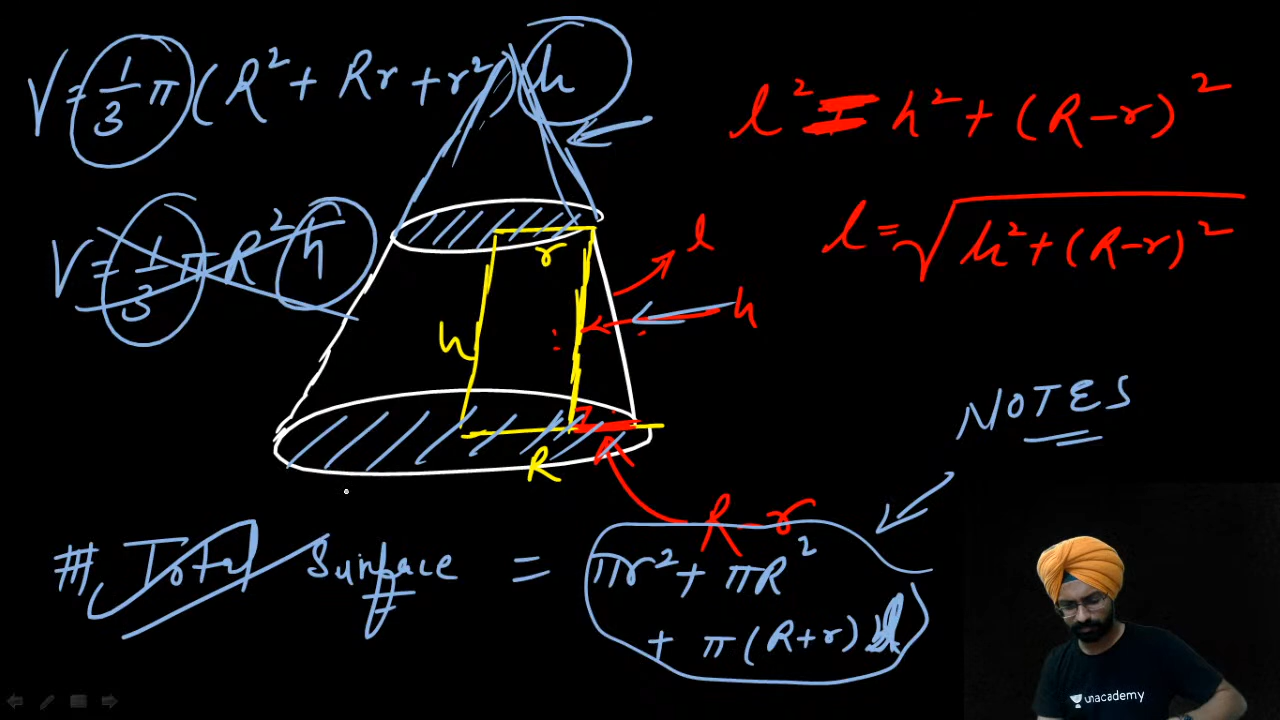 V = 1/3 π (R² + Rr + r²) h
l² = h² + (R-r)²
V = 1/3 π R² h
l = √h² + (R-r)²
r
l
h
h
R
NOTES
R-r
# Total Surface = πr² + πR²
+ π (R+r) l
unacademy